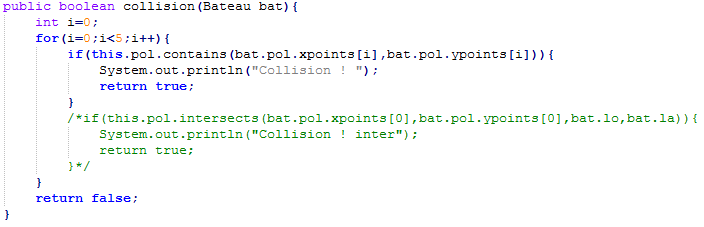 public boolean collision(Bateau bat){
int i=0;
for(i=0;i<5;i++){
if(this.pol.contains(bat.pol.xpoints[i],bat.pol.ypoints[i])){
System.out.println("Collision ! ");
return true;
}
/*if(this.pol.intersects(bat.pol.xpoints[0],bat.pol.ypoints[0],bat.lo,bat.la)){
System.out.println("Collision ! inter");
return true;
}*/
}
return false;
}